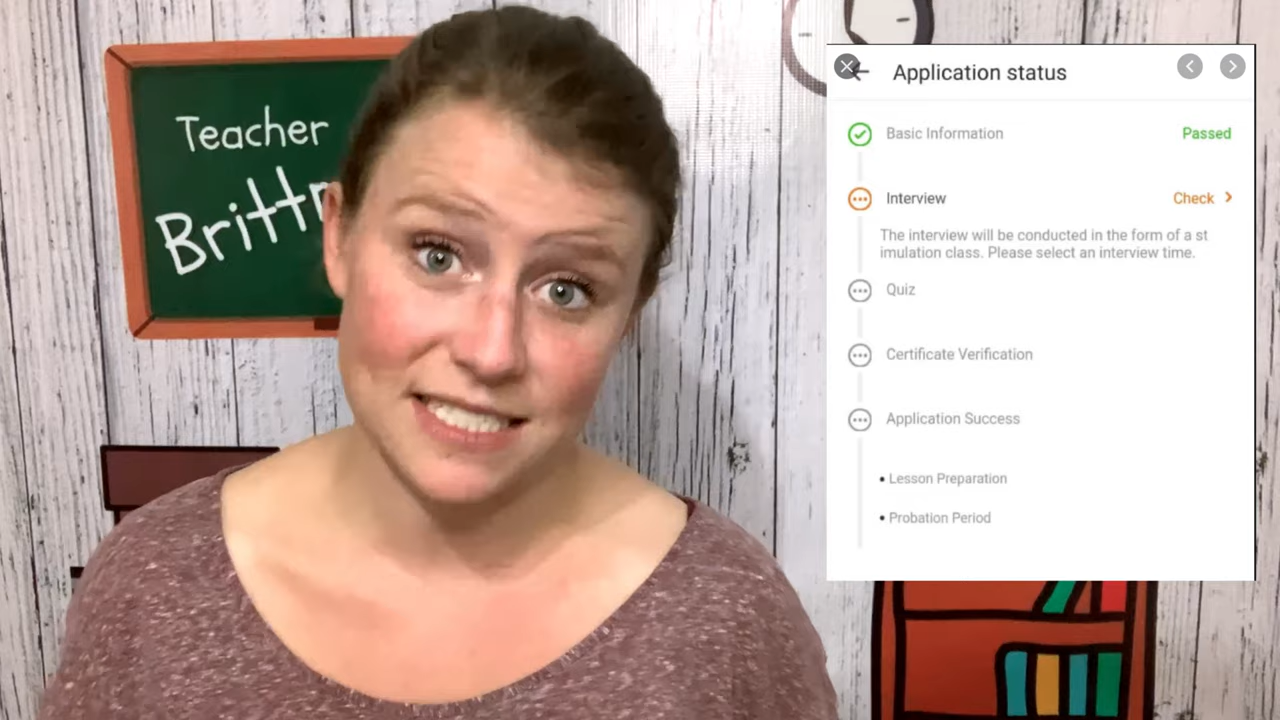 Teacher
Application status
Basic Information Passed
Interview Check
The interview will be conducted in the form of a st
imulation class. Please select an interview time.
Quiz
Certificate Verification
Application Success
• Lesson Preparation
• Probation Period